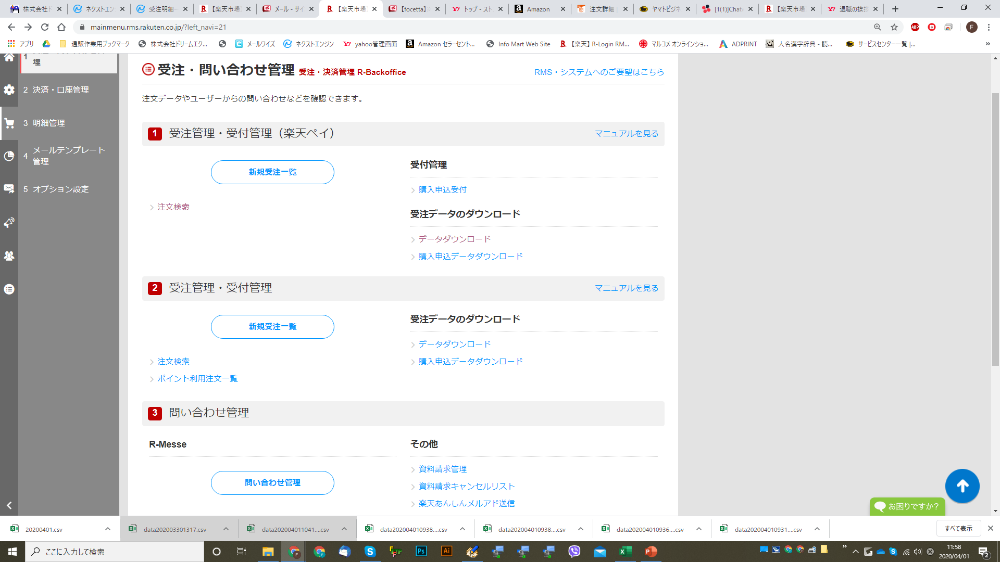 株式会社ト
ネクストエン
受注明細一
【楽天市場
メール - サイ
【楽天市場
【focetta】
トップ - スト
Amazon
注文詳細
ヤマトビジネ
[1(1)]Chat
【楽天市場
退職の挨拶
mainmenu.rms.rakuten.co.jp/?left_navi=21
アプリ
通販作業用ブックマーク
株式会社ドリームエク...
メールワイズ
ネクストエンジン
yahoo管理画面
Amazon セラーセント...
Info Mart Web Site
【楽天】R-Login RM...
マルコメ オンラインショ...
ADPRINT
人名漢字辞典 - 読...
サービスセンター一覧 |...
1
理
2 決済・口座管理
3 明細管理
4 メールテンプレート
管理
5 オプション設定
受注・問い合わせ管理 受注・決済管理 R-Backoffice
RMS・システムへのご要望はこちら
注文データやユーザーからの問い合わせなどを確認できます。
1 受注管理・受付管理（楽天ペイ）
マニュアルを見る
新規受注一覧
注文検索
受付管理
購入申込受付
受注データのダウンロード
データダウンロード
購入申込データダウンロード
2 受注管理・受付管理
マニュアルを見る
新規受注一覧
注文検索
ポイント利用注文一覧
受注データのダウンロード
データダウンロード
購入申込データダウンロード
3 問い合わせ管理
R-Messe
問い合わせ管理
その他
資料請求管理
資料請求キャンセルリスト
楽天あんしんメルアド送信
お困りですか?
20200401.csv
data202003301317.csv
data202004011041....csv
data202004010938....csv
data202004010938....csv
data202004010936....csv
data202004010931....csv
すべて表示
ここに入力して検索
11:58
2020/04/01
2